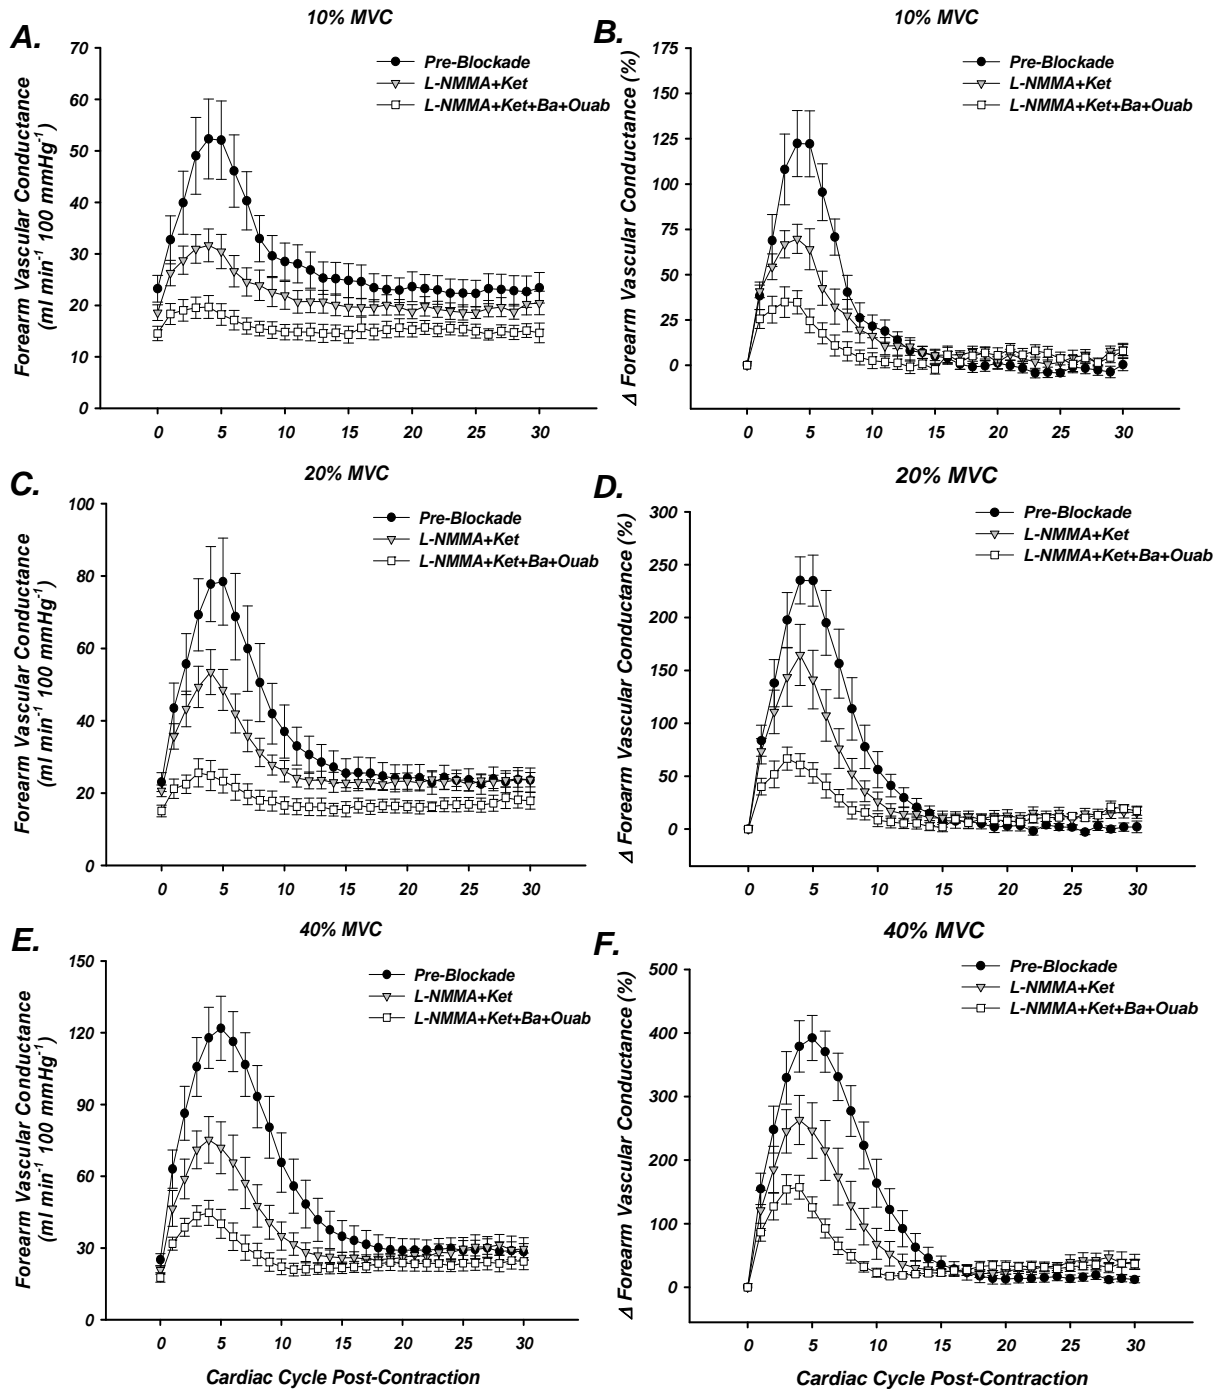 10% MVC
A.
Pre-Blockade
L-NMMA+Ket
L-NMMA+Ket+Ba+Ouab
Forearm Vascular Conductance
(ml min⁻¹ 100 mmHg⁻¹)
70
60
50
40
30
20
10
0
0 5 10 15 20 25 30
10% MVC
B.
Pre-Blockade
L-NMMA+Ket
L-NMMA+Ket+Ba+Ouab
Δ Forearm Vascular Conductance (%)
175
150
125
100
75
50
25
0
0 5 10 15 20 25 30
20% MVC
C.
Pre-Blockade
L-NMMA+Ket
L-NMMA+Ket+Ba+Ouab
Forearm Vascular Conductance
(ml min⁻¹ 100 mmHg⁻¹)
100
80
60
40
20
0
0 5 10 15 20 25 30
20% MVC
D.
Pre-Blockade
L-NMMA+Ket
L-NMMA+Ket+Ba+Ouab
Δ Forearm Vascular Conductance (%)
300
250
200
150
100
50
0
0 5 10 15 20 25 30
40% MVC
E.
Pre-Blockade
L-NMMA+Ket
L-NMMA+Ket+Ba+Ouab
Forearm Vascular Conductance
(ml min⁻¹ 100 mmHg⁻¹)
150
120
90
60
30
0
0 5 10 15 20 25 30
Cardiac Cycle Post-Contraction
40% MVC
F.
Pre-Blockade
L-NMMA+Ket
L-NMMA+Ket+Ba+Ouab
Δ Forearm Vascular Conductance (%)
500
400
300
200
100
0
0 5 10 15 20 25 30
Cardiac Cycle Post-Contraction